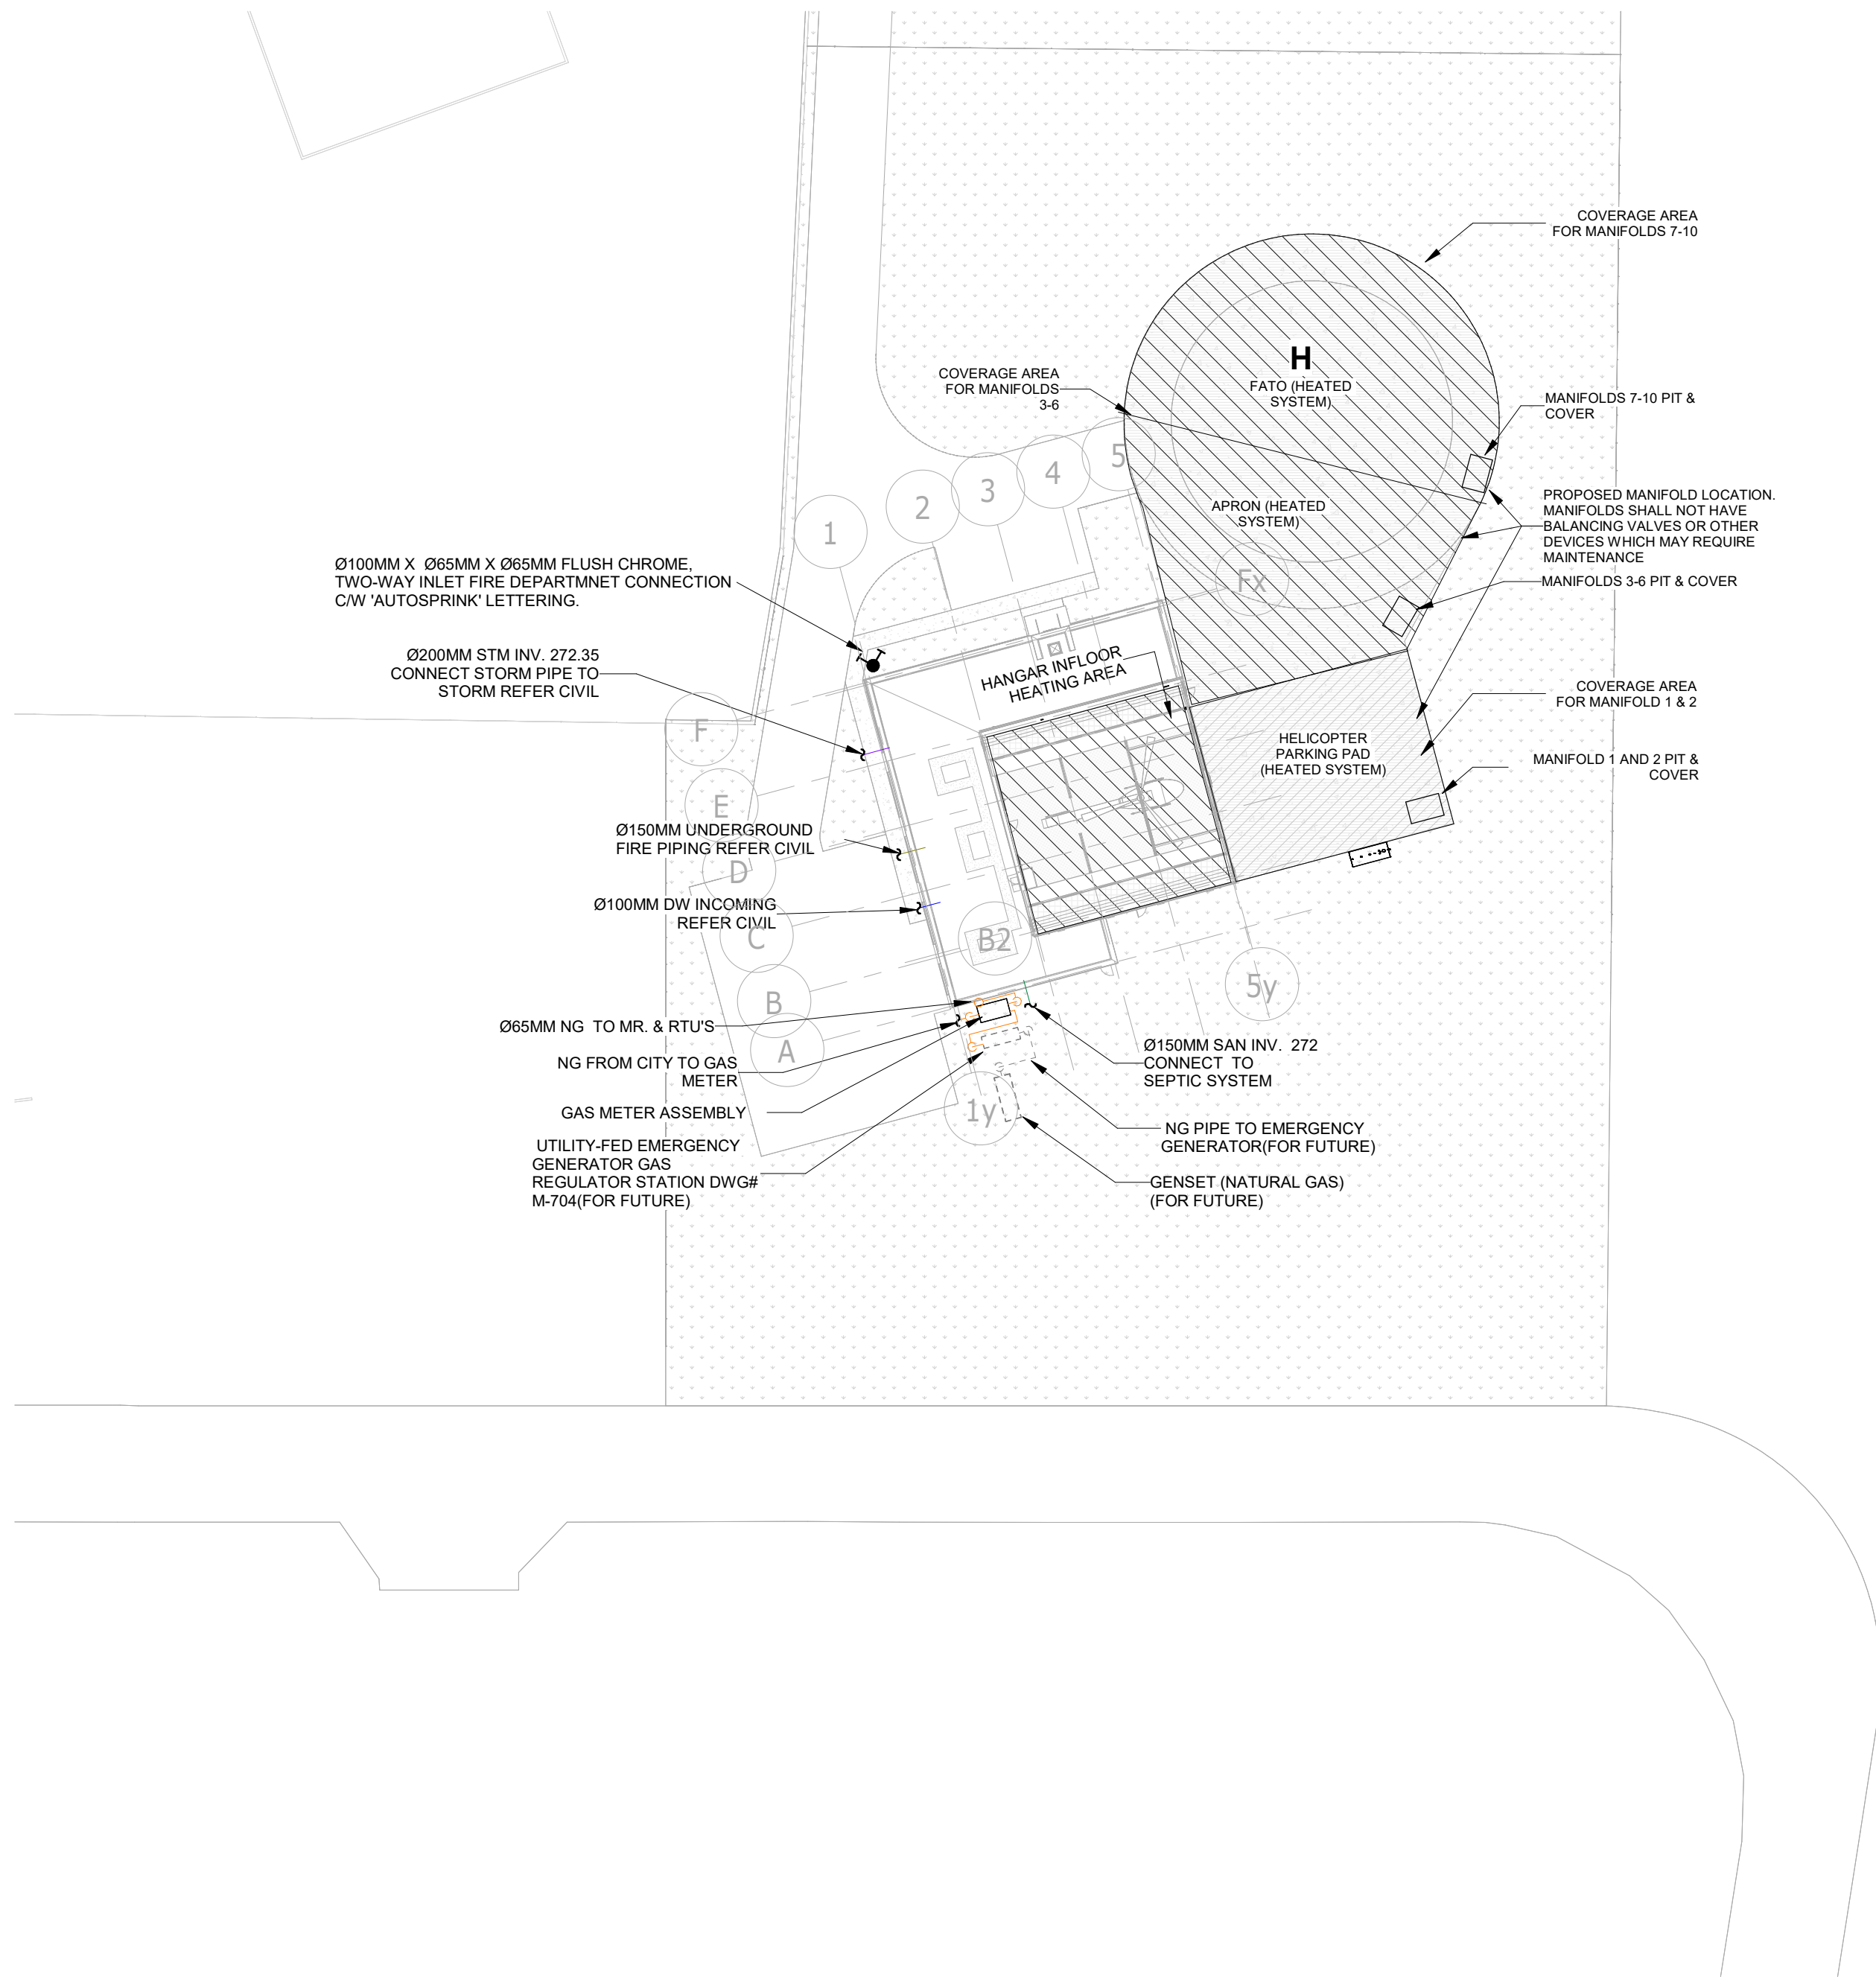 COVERAGE AREA
FOR MANIFOLDS 7-10
H
FATO (HEATED
SYSTEM)
COVERAGE AREA
FOR MANIFOLDS
3-6
MANIFOLDS 7-10 PIT &
COVER
5
4
3
2
1
APRON (HEATED
SYSTEM)
PROPOSED MANIFOLD LOCATION.
MANIFOLDS SHALL NOT HAVE
BALANCING VALVES OR OTHER
DEVICES WHICH MAY REQUIRE
MAINTENANCE
Fx
MANIFOLDS 3-6 PIT & COVER
Ø100MM X Ø65MM X Ø65MM FLUSH CHROME,
TWO-WAY INLET FIRE DEPARTMNET CONNECTION
C/W 'AUTOSPRINK' LETTERING.
Ø200MM STM INV. 272.35
CONNECT STORM PIPE TO
STORM REFER CIVIL
HANGAR INFLOOR
HEATING AREA
COVERAGE AREA
FOR MANIFOLD 1 & 2
F
HELICOPTER
PARKING PAD
(HEATED SYSTEM)
MANIFOLD 1 AND 2 PIT &
COVER
E
Ø150MM UNDERGROUND
FIRE PIPING REFER CIVIL
D
Ø100MM DW INCOMING
REFER CIVIL
C
B2
5y
B
Ø65MM NG TO MR. & RTU'S
A
NG FROM CITY TO GAS
METER
Ø150MM SAN INV. 272
CONNECT TO
SEPTIC SYSTEM
GAS METER ASSEMBLY
1y
NG PIPE TO EMERGENCY
GENERATOR(FOR FUTURE)
UTILITY-FED EMERGENCY
GENERATOR GAS
REGULATOR STATION DWG#
M-704(FOR FUTURE)
GENSET (NATURAL GAS)
(FOR FUTURE)